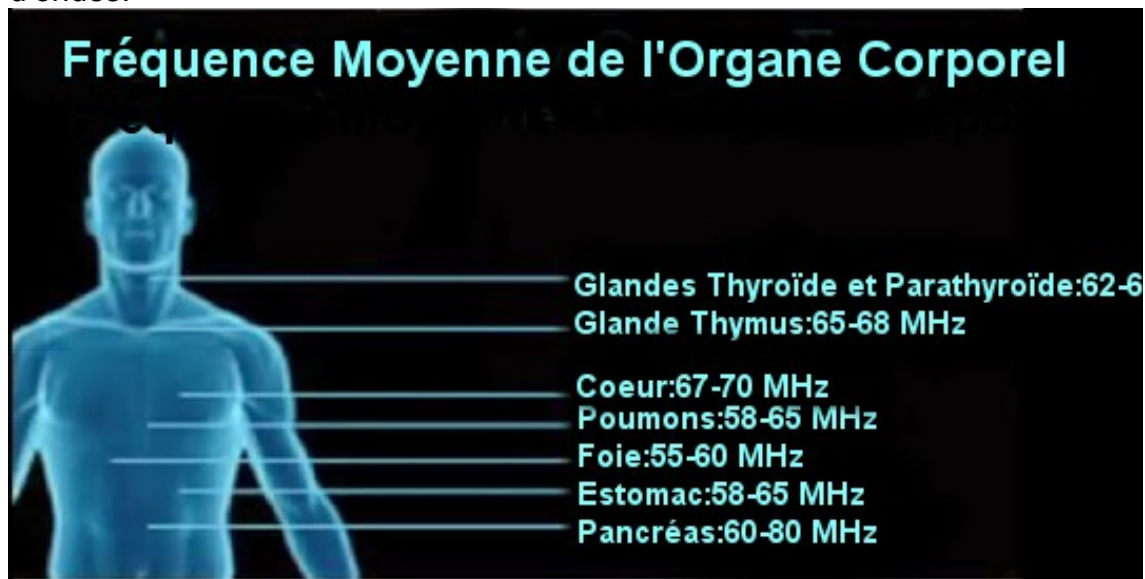 Fréquence Moyenne de l'Organe Corporel
Glandes Thyroïde et Parathyroïde:62-6
Glande Thymus:65-68 MHz
Coeur:67-70 MHz
Poumons:58-65 MHz
Foie:55-60 MHz
Estomac:58-65 MHz
Pancréas:60-80 MHz